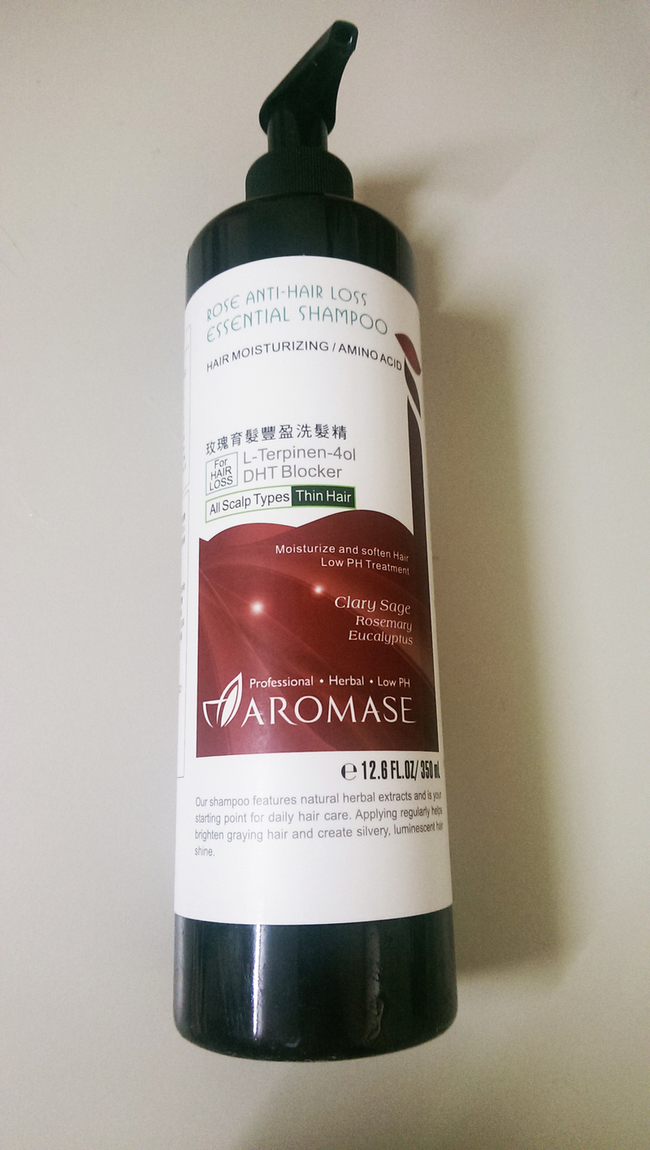 ROSE ANTI-HAIR LOSS
ESSENTIAL SHAMPOO
HAIR MOISTURIZING / AMINO ACID
玫瑰育髮豐盈洗髮精
For
HAIR
LOSS
L-Terpinen-4ol
DHT Blocker
All Scalp Types Thin Hair
Moisturize and soften Hair
Low PH Treatment
Clary Sage
Rosemary
Eucalyptus
Professional • Herbal • Low PH
AROMASE
℮ 12.6 FL.OZ/ 350 mL
Our shampoo features natural herbal extracts and is your
starting point for daily hair care. Applying regularly helps
brighten graying hair and create silvery, luminescent hair
shine.